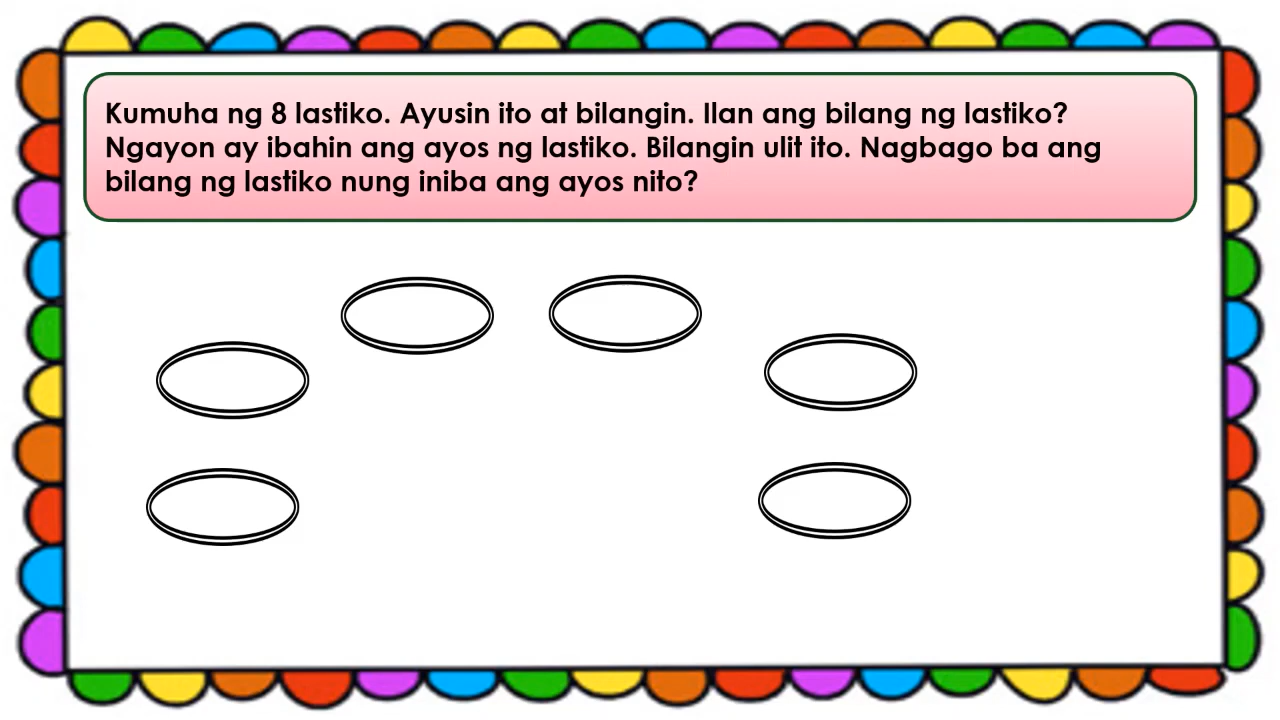 Kumuha ng 8 lastiko. Ayusin ito at bilangin. Ilan ang bilang ng lastiko?
Ngayon ay ibahin ang ayos ng lastiko. Bilangin ulit ito. Nagbago ba ang
bilang ng lastiko nung iniba ang ayos nito?